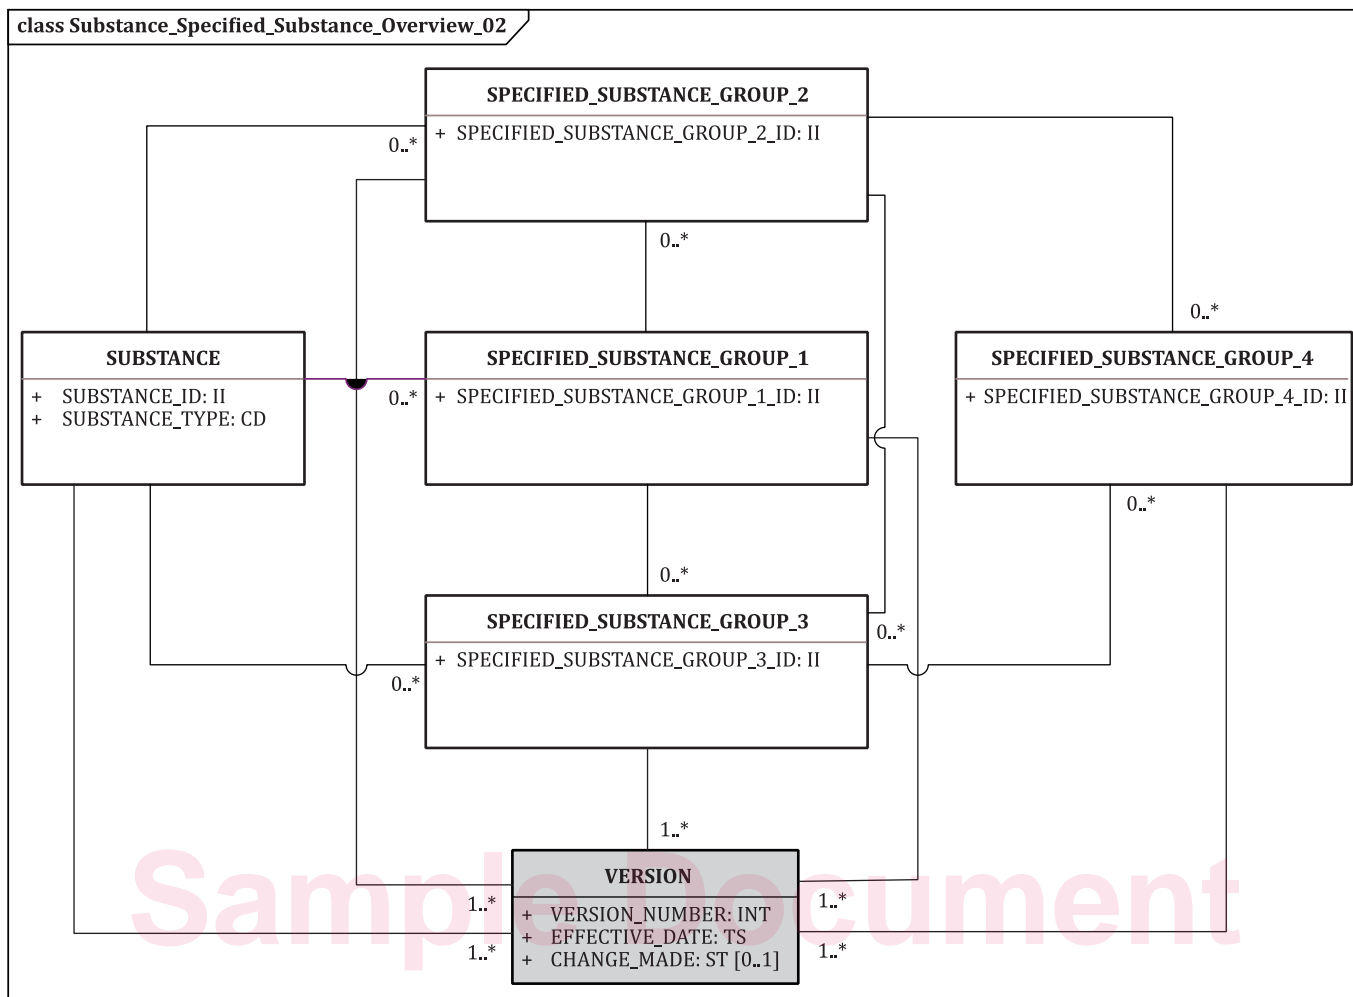 class Substance_Specified_Substance_Overview_02
SPECIFIED_SUBSTANCE_GROUP_2
+ SPECIFIED_SUBSTANCE_GROUP_2_ID: II
0..*
0..*
0..*
SUBSTANCE
+ SUBSTANCE_ID: II
+ SUBSTANCE_TYPE: CD
0..*
SPECIFIED_SUBSTANCE_GROUP_1
+ SPECIFIED_SUBSTANCE_GROUP_1_ID: II
SPECIFIED_SUBSTANCE_GROUP_4
+ SPECIFIED_SUBSTANCE_GROUP_4_ID: II
0..*
0..*
SPECIFIED_SUBSTANCE_GROUP_3
+ SPECIFIED_SUBSTANCE_GROUP_3_ID: II
0..*
0..*
1..*
VERSION
+ VERSION_NUMBER: INT
+ EFFECTIVE_DATE: TS
+ CHANGE_MADE: ST [0..1]
1..*
1..*
1..*
1..*
Sample Document